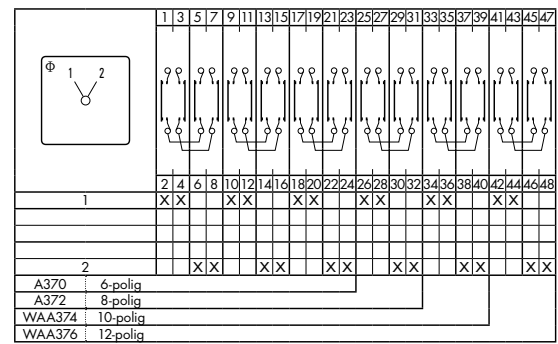 1 3 5 7 9 11 13 15 17 19 21 23 25 27 29 31 33 35 37 39 41 43 45 47
Φ 1 2
2 4 6 8 10 12 14 16 18 20 22 24 26 28 30 32 34 36 38 40 42 44 46 48
1 X X X X X X X X X X X X
2 X X X X X X X X X X X X
A370 6-polig
A372 8-polig
WAA374 10-polig
WAA376 12-polig